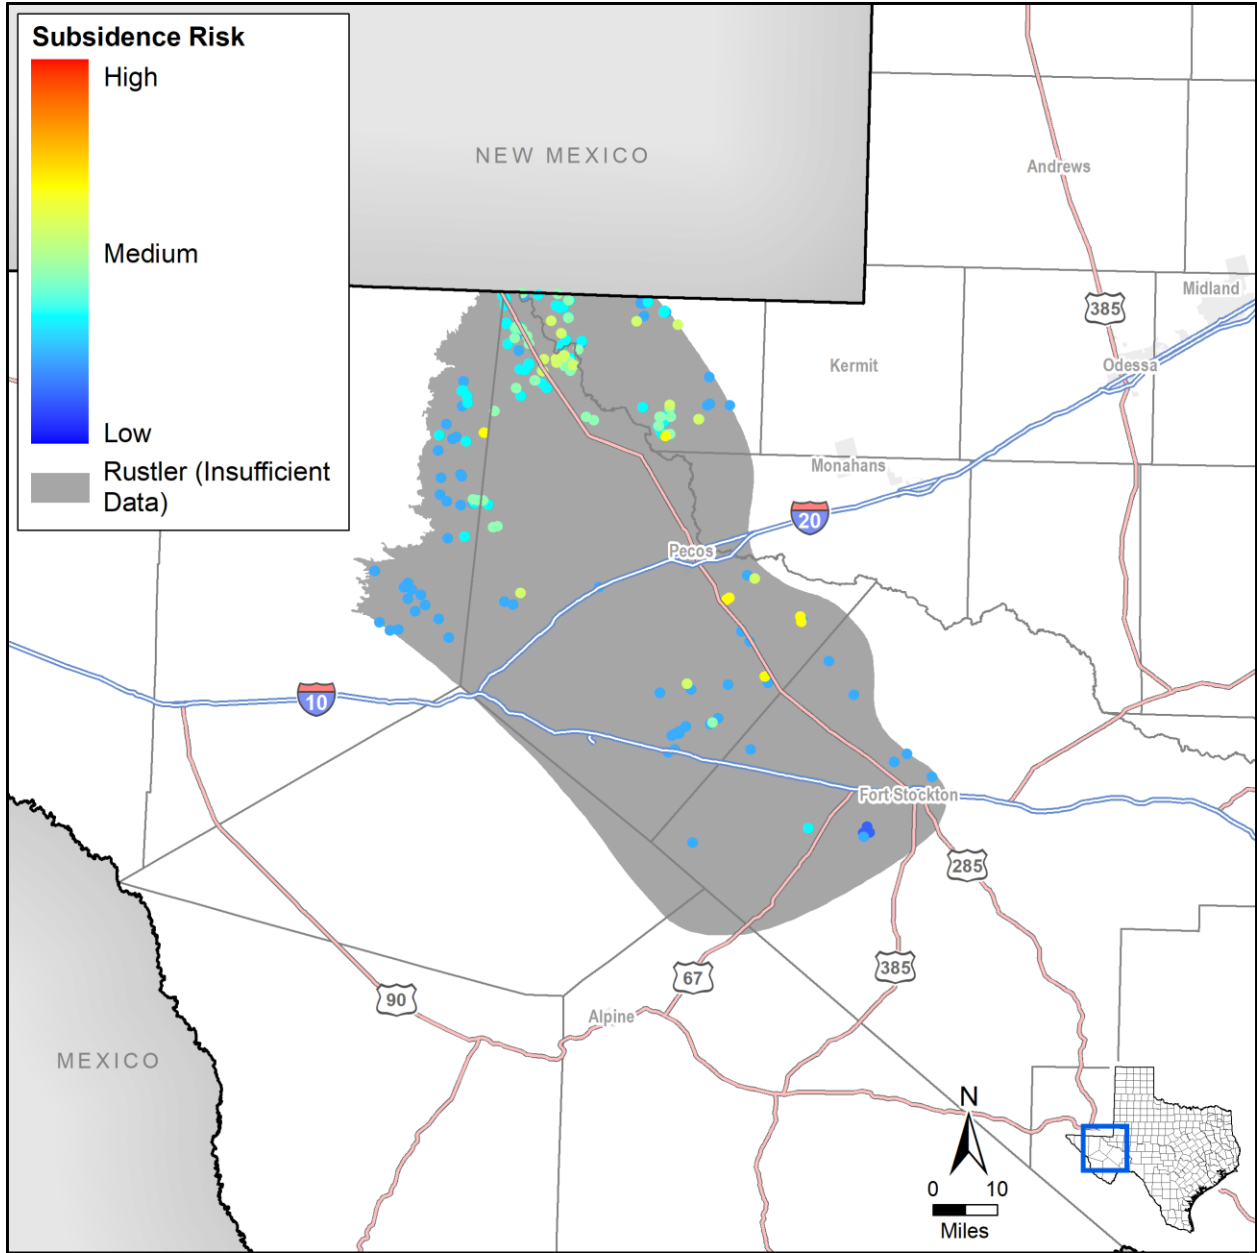 Subsidence Risk
High
Medium
Low
Rustler (Insufficient
Data)
NEW MEXICO
Andrews
385
Midland
Odessa
Kermit
Monahans
20
Pecos
10
Fort Stockton
285
67
385
90
Alpine
MEXICO
N
0 10
Miles